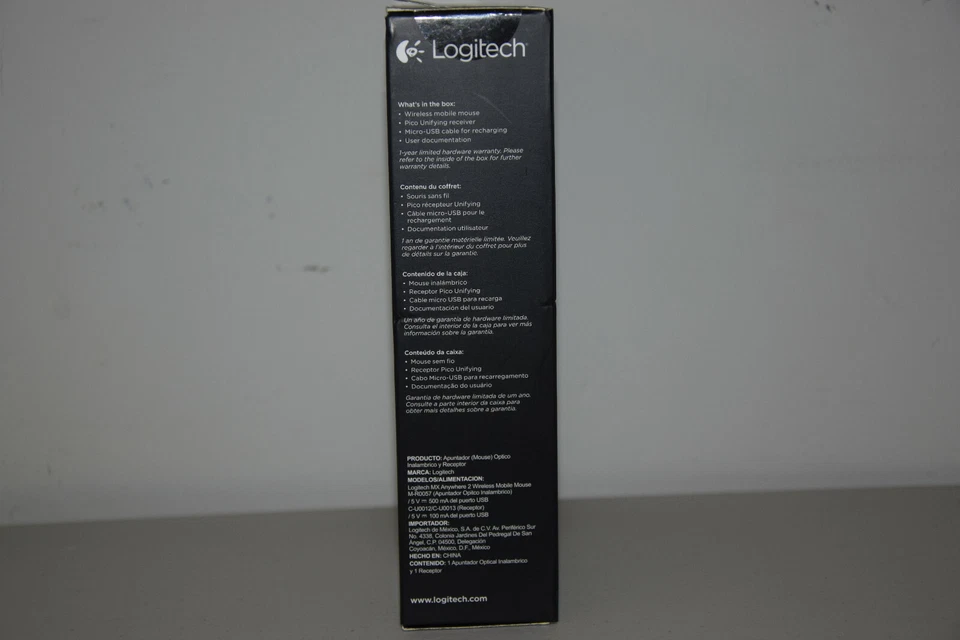 Logitech
What's in the box:
• Wireless mobile mouse
• Pico Unifying receiver
• Micro-USB cable for recharging
• User documentation
1-year limited hardware warranty. Please
refer to the inside of the box for further
warranty details.
Contenu du coffret:
• Souris sans fil
• Pico récepteur Unifying
• Câble micro-USB pour le
rechargement
• Documentation utilisateur
1 an de garantie matérielle limitée. Veuillez
regarder à l'intérieur du coffret pour plus
de détails sur la garantie.
Contenido de la caja:
• Mouse inalámbrico
• Receptor Pico Unifying
• Cable micro USB para recarga
• Documentación del usuario
Un año de garantía de hardware limitada.
Consulta el interior de la caja para ver más
información sobre la garantía.
Conteúdo da caixa:
• Mouse sem fio
• Receptor Pico Unifying
• Cabo Micro-USB para recarregamento
• Documentação do usuário
Garantia de hardware limitada de um ano.
Consulte a parte interior da caixa para
obter mais detalhes sobre a garantia.
PRODUCTO: Apuntador (Mouse) Optico
Inalambrico y Receptor
MARCA: Logitech
MODELOS/ALIMENTACION:
Logitech MX Anywhere 2 Wireless Mobile Mouse
M-R0057 (Apuntador Optico Inalambrico)
/ 5 V ⎓ 500 mA del puerto USB
C-U0012/C-U0013 (Receptor)
/ 5 V ⎓ 100 mA del puerto USB
IMPORTADOR:
Logitech de México, S.A. de C.V. Av. Periférico Sur
No. 4338, Colonia Jardines Del Pedregal De San
Ángel, C.P. 04500, Delegación
Coyoacán, México, D.F., México
HECHO EN: CHINA
CONTENIDO: 1 Apuntador Optical Inalambrico
y 1 Receptor
www.logitech.com